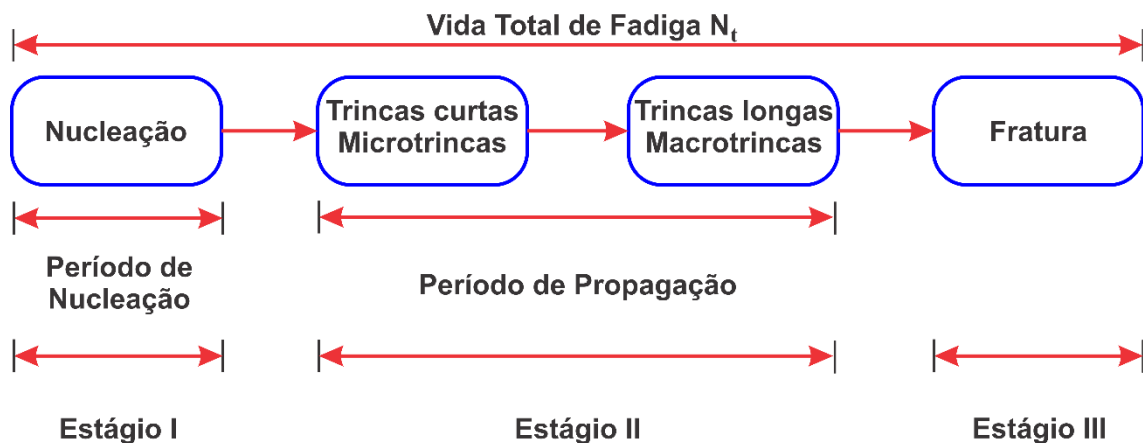 Vida Total de Fadiga Nt
Nucleação
Trincas curtas
Microtrincas
Trincas longas
Macrotrincas
Fratura
Período de
Nucleação
Período de Propagação
Estágio I
Estágio II
Estágio III